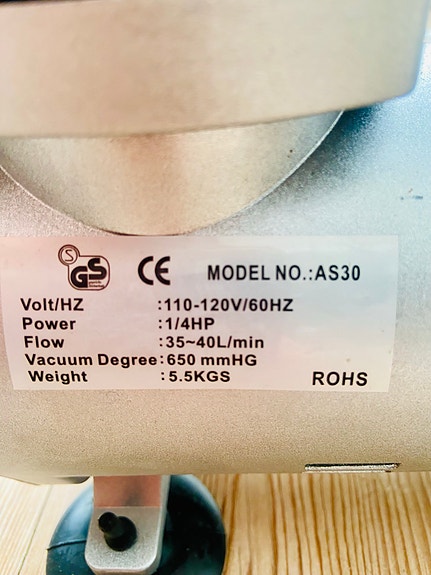 S
GS CE MODEL NO.:AS30
Volt/HZ :110-120V/60HZ
Power :1/4HP
Flow :35~40L/min
Vacuum Degree:650 mmHG
Weight :5.5KGS
ROHS